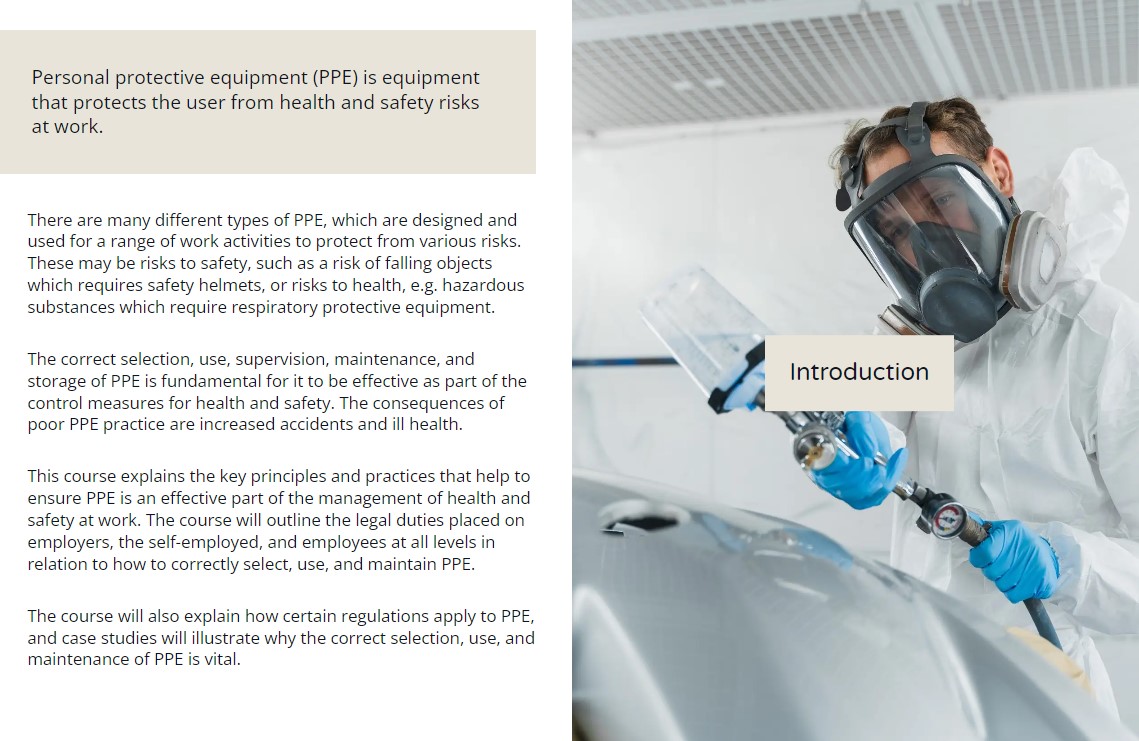 Personal protective equipment (PPE) is equipment
that protects the user from health and safety risks
at work.
There are many different types of PPE, which are designed and
used for a range of work activities to protect from various risks.
These may be risks to safety, such as a risk of falling objects
which requires safety helmets, or risks to health, e.g. hazardous
substances which require respiratory protective equipment.
The correct selection, use, supervision, maintenance, and
storage of PPE is fundamental for it to be effective as part of the
control measures for health and safety. The consequences of
poor PPE practice are increased accidents and ill health.
This course explains the key principles and practices that help to
ensure PPE is an effective part of the management of health and
safety at work. The course will outline the legal duties placed on
employers, the self-employed, and employees at all levels in
relation to how to correctly select, use, and maintain PPE.
The course will also explain how certain regulations apply to PPE,
and case studies will illustrate why the correct selection, use, and
maintenance of PPE is vital.
Introduction